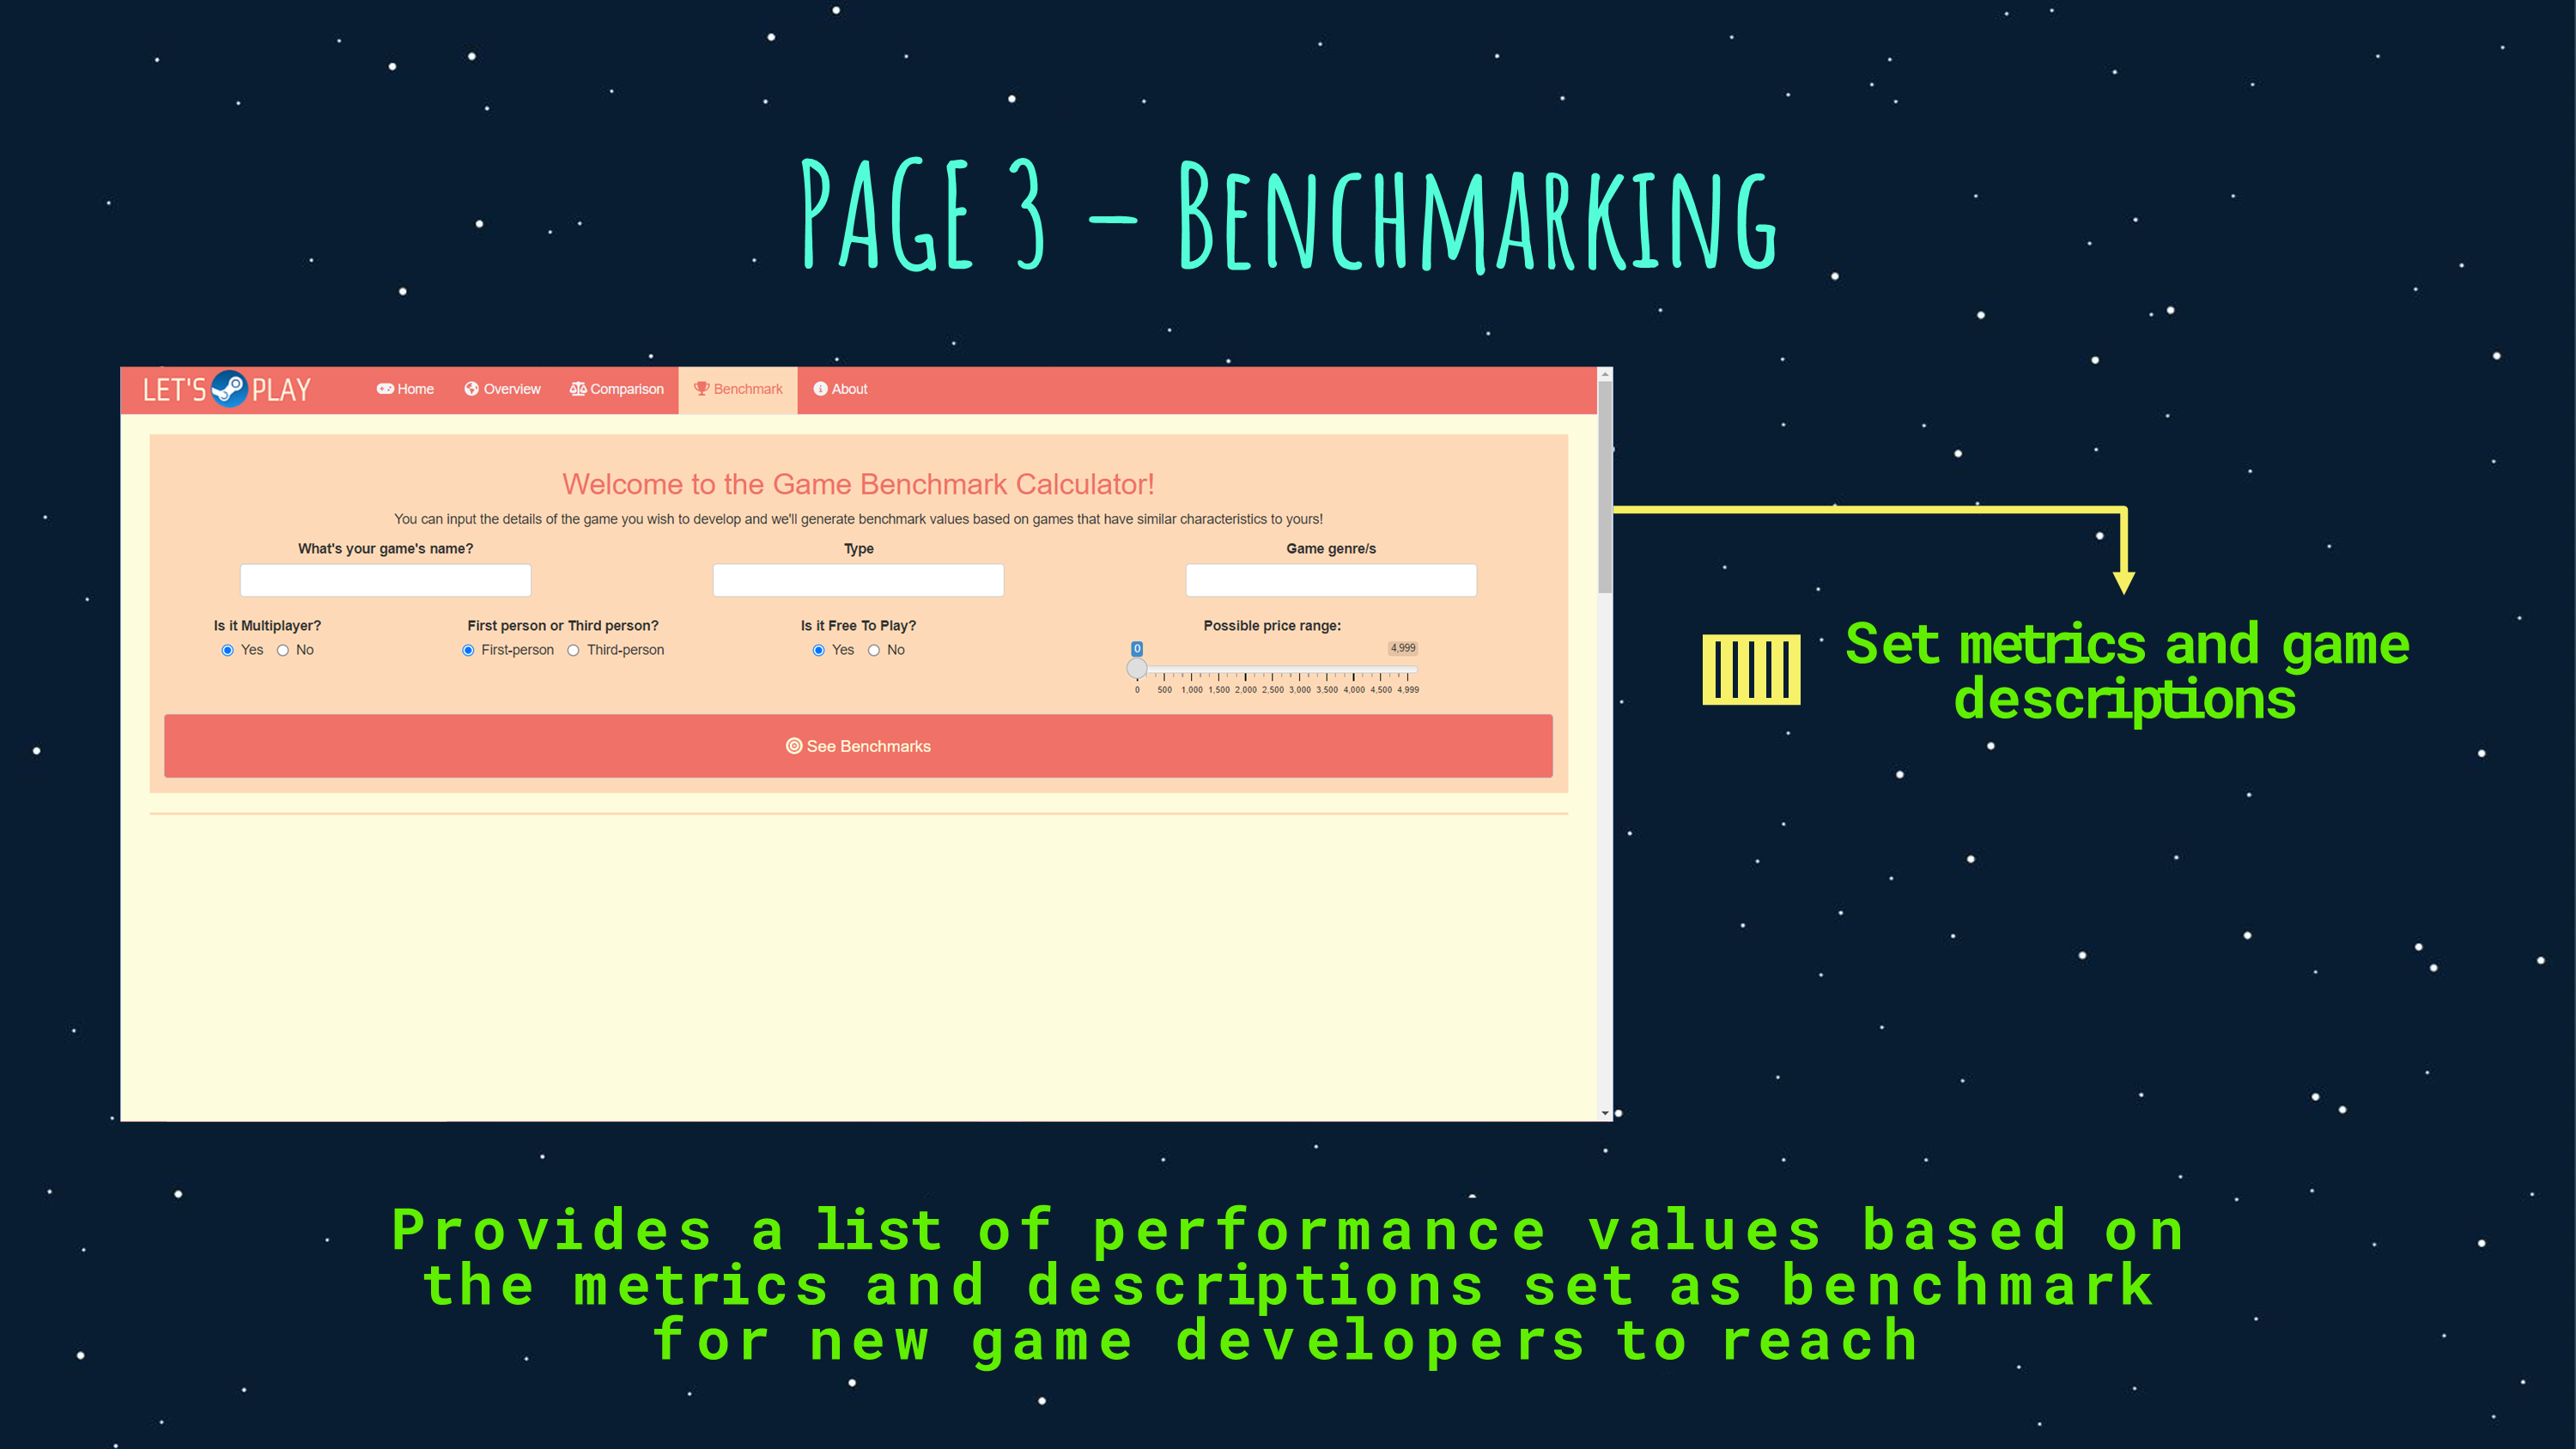 PAGE 3 – BENCHMARKING
LET'S PLAY
Home Overview Comparison Benchmark About
Welcome to the Game Benchmark Calculator!
You can input the details of the game you wish to develop and we'll generate benchmark values based on games that have similar characteristics to yours!
What's your game's name? Type Game genre/s
Is it Multiplayer? First person or Third person? Is it Free To Play? Possible price range:
Yes No First-person Third-person Yes No
0 4,999
0 500 1,000 1,500 2,000 2,500 3,000 3,500 4,000 4,500 4,999
See Benchmarks
Set metrics and game
descriptions
Provides a list of performance values based on
the metrics and descriptions set as benchmark
for new game developers to reach